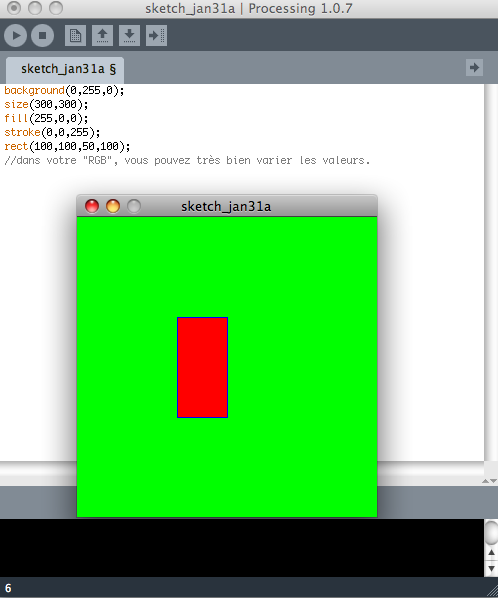 sketch_jan31a | Processing 1.0.7
sketch_jan31a §
background(0,255,0);
size(300,300);
fill(255,0,0);
stroke(0,0,255);
rect(100,100,50,100);
//dans votre "RGB", vous pouvez très bien varier les valeurs.
sketch_jan31a
6